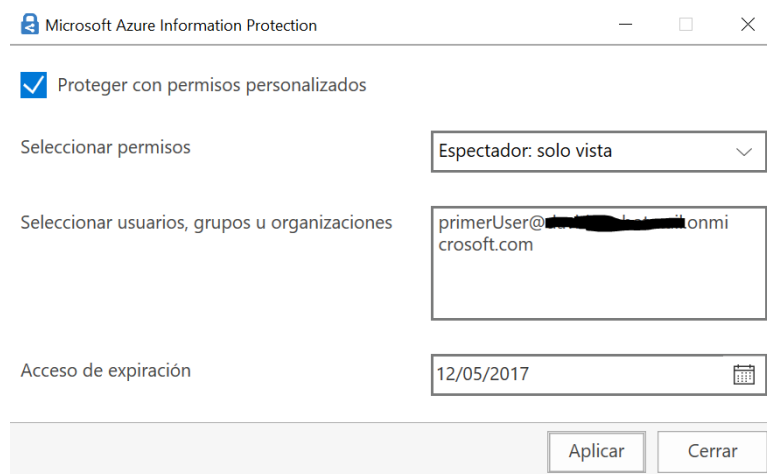 Microsoft Azure Information Protection
Proteger con permisos personalizados
Seleccionar permisos
Espectador: solo vista
Seleccionar usuarios, grupos u organizaciones
primerUser@ onmi
crosoft.com
Acceso de expiración
12/05/2017
Aplicar
Cerrar